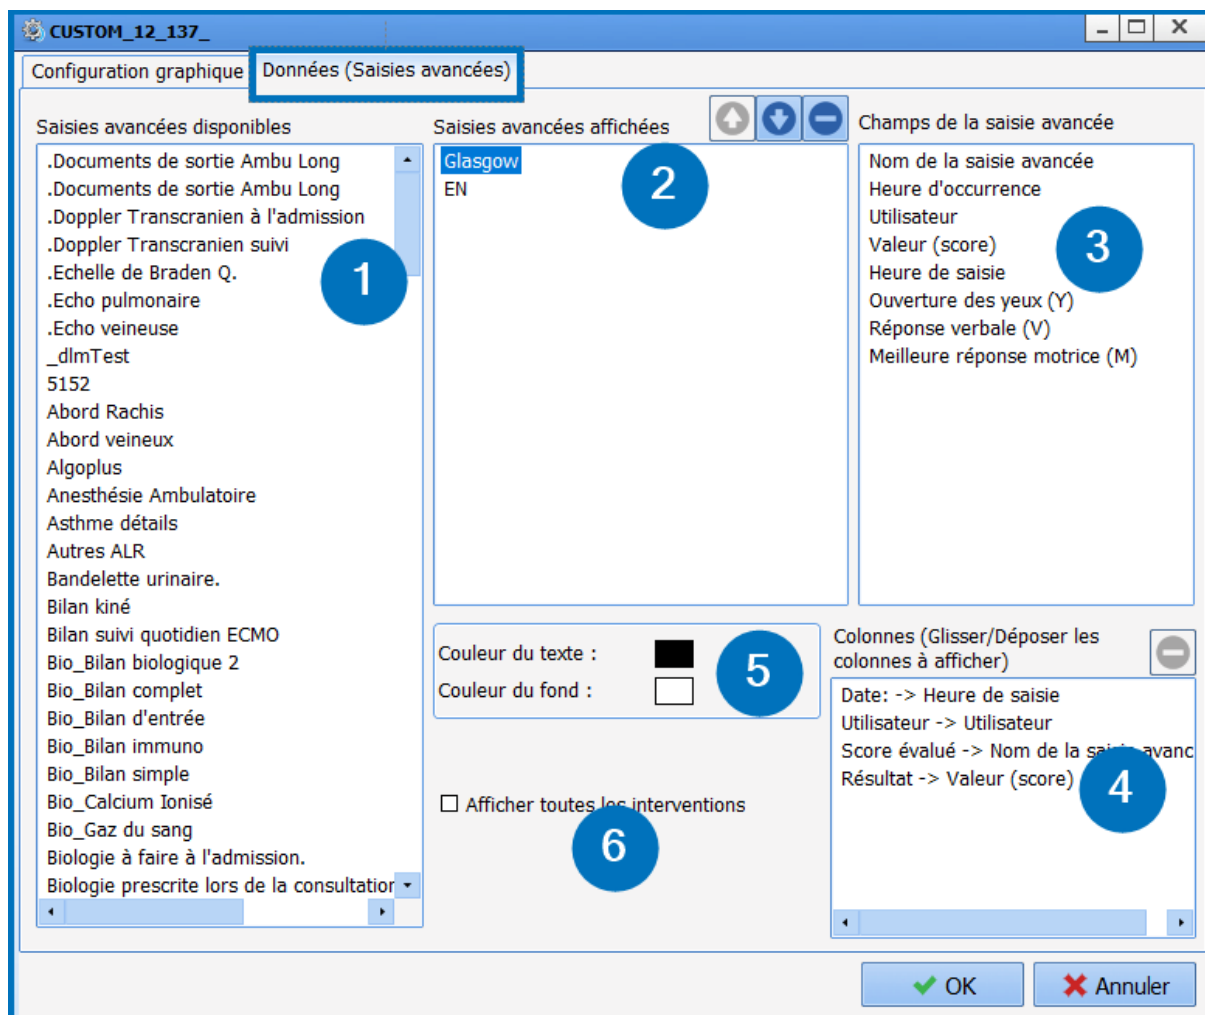 CUSTOM_12_137_
Configuration graphique
Données (Saisies avancées)
Saisies avancées disponibles
.Documents de sortie Ambu Long
.Documents de sortie Ambu Long
.Doppler Transcranien à l'admission
.Doppler Transcranien suivi
.Echelle de Braden Q.
.Echo pulmonaire
.Echo veineuse
_dlmTest
5152
Abord Rachis
Abord veineux
Algoplus
Anesthésie Ambulatoire
Asthme détails
Autres ALR
Bandelette urinaire.
Bilan kiné
Bilan suivi quotidien ECMO
Bio_Bilan biologique 2
Bio_Bilan complet
Bio_Bilan d'entrée
Bio_Bilan immuno
Bio_Bilan simple
Bio_Calcium Ionisé
Bio_Gaz du sang
Biologie à faire à l'admission.
Biologie prescrite lors de la consultation
1
Saisies avancées affichées
Glasgow
EN
2
Champs de la saisie avancée
Nom de la saisie avancée
Heure d'occurrence
Utilisateur
Valeur (score)
Heure de saisie
Ouverture des yeux (Y)
Réponse verbale (V)
Meilleure réponse motrice (M)
3
Couleur du texte :
Couleur du fond :
5
Afficher toutes les interventions
6
Colonnes (Glisser/Déposer les
colonnes à afficher)
Date: -> Heure de saisie
Utilisateur -> Utilisateur
Score évalué -> Nom de la saisie avanc
Résultat -> Valeur (score)
4
OK
Annuler